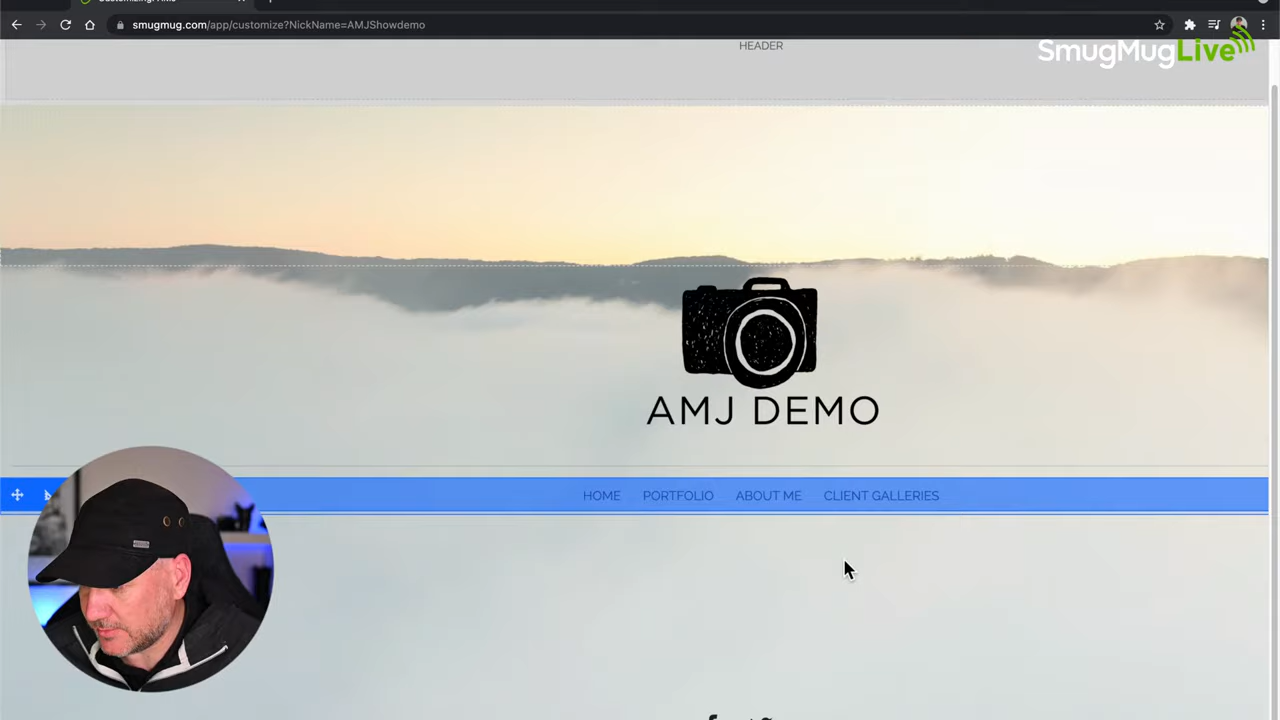 smugmug.com/app/customize?NickName=AMJShowdemo
HEADER
SmugMugLive
AMJ DEMO
HOME PORTFOLIO ABOUT ME CLIENT GALLERIES